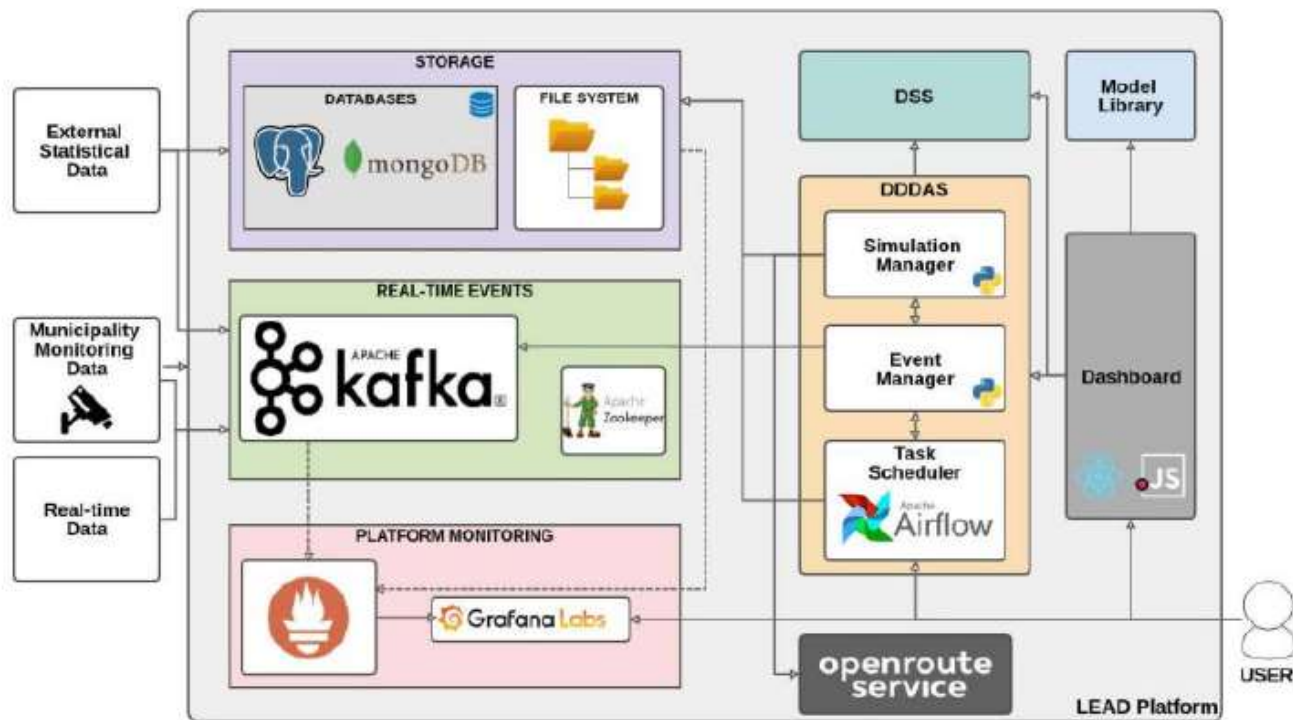 External
Statistical
Data
Municipality
Monitoring
Data
Real-time
Data
STORAGE
DATABASES
mongoDB
FILE SYSTEM
REAL-TIME EVENTS
APACHE
kafka®
Apache
Zookeeper
PLATFORM MONITORING
Grafana Labs
DSS
Model
Library
DDDAS
Simulation
Manager
Event
Manager
Task
Scheduler
Apache
Airflow
Dashboard
JS
openroute
service
USER
LEAD Platform